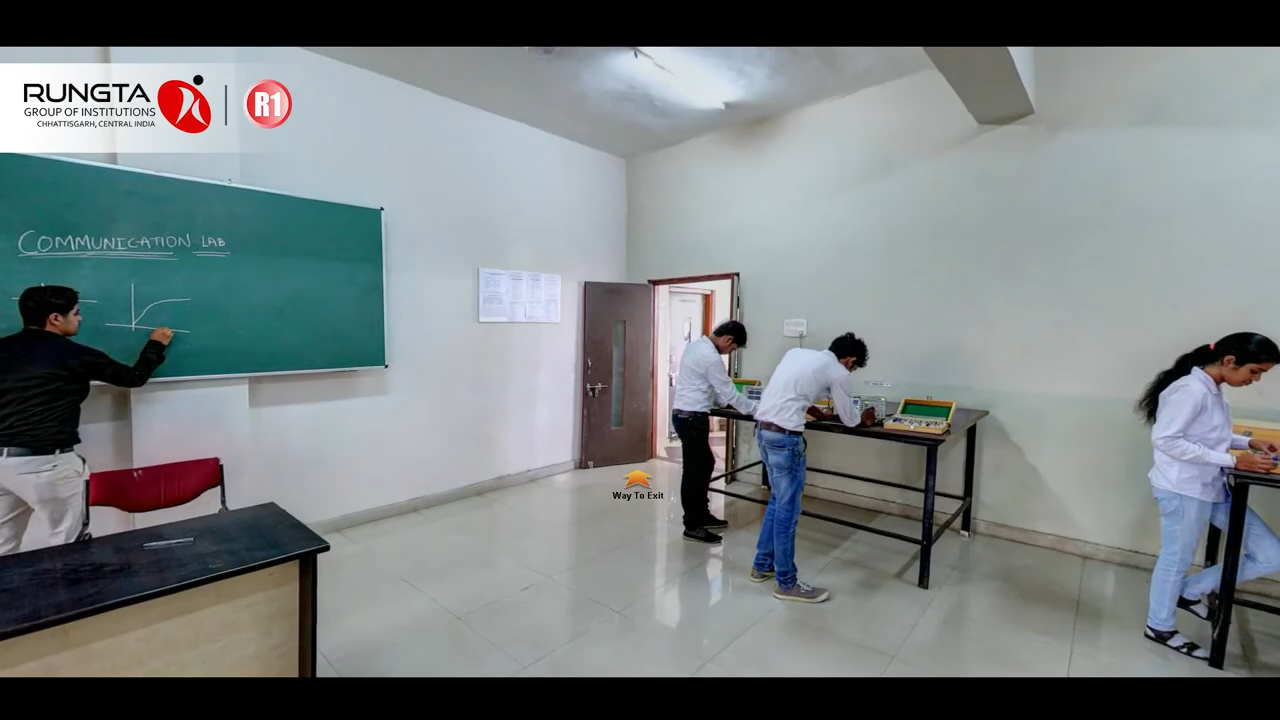 RUNGTA
GROUP OF INSTITUTIONS
CHHATTISGARH, CENTRAL INDIA
R1
COMMUNICATION LAB
Way To Exit